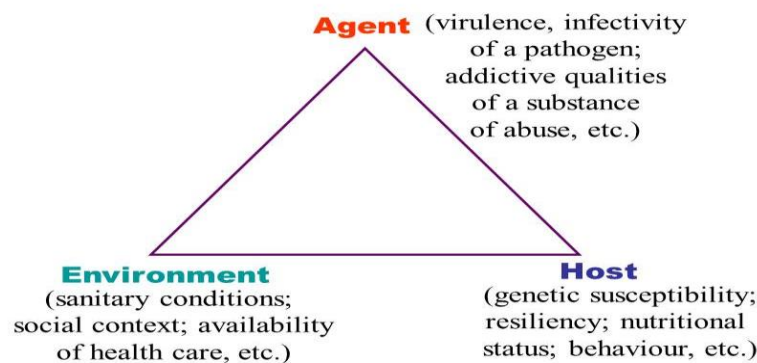 Agent (virulence, infectivity
of a pathogen;
addictive qualities
of a substance
of abuse, etc.)
Environment
(sanitary conditions;
social context; availability
of health care, etc.)
Host
(genetic susceptibility;
resiliency; nutritional
status; behaviour, etc.)